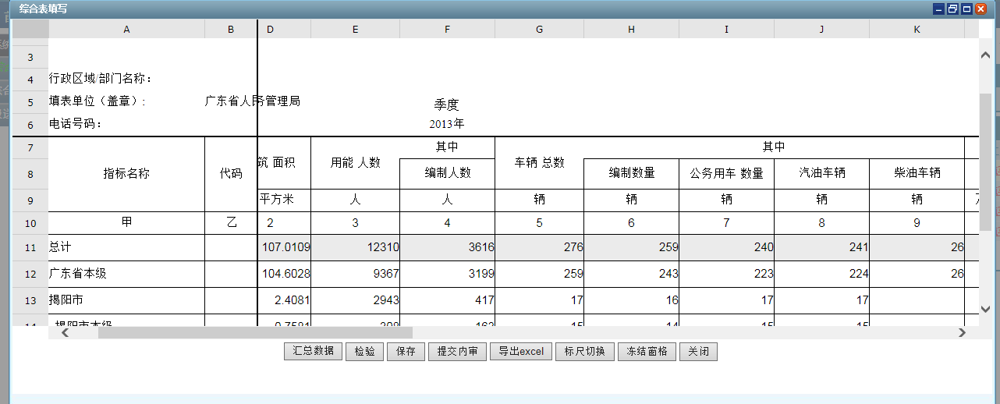 综合表填写
A B D E F G H I J K
3
4 行政区域/部门名称：
5 填表单位（盖章）: 广东省人民务管理局 季度
6 电话号码： 2013年
7 其中 其中
指标名称 代码 筑 面积 用能 人数 车辆 总数
8 编制人数 编制数量 公务用车 数量 汽油车辆 柴油车辆
9 平方米 人 人 辆 辆 辆 辆 辆
10 甲 乙 2 3 4 5 6 7 8 9
11 总计 107.0109 12310 3616 276 259 240 241 26
12 广东省本级 104.6028 9367 3199 259 243 223 224 26
13 揭阳市 2.4081 2943 417 17 16 17 17
14 揭阳市本级 0.7581 308 162 15 14 15 15
汇总数据 检验 保存 提交内审 导出excel 标尺切换 冻结窗格 关闭